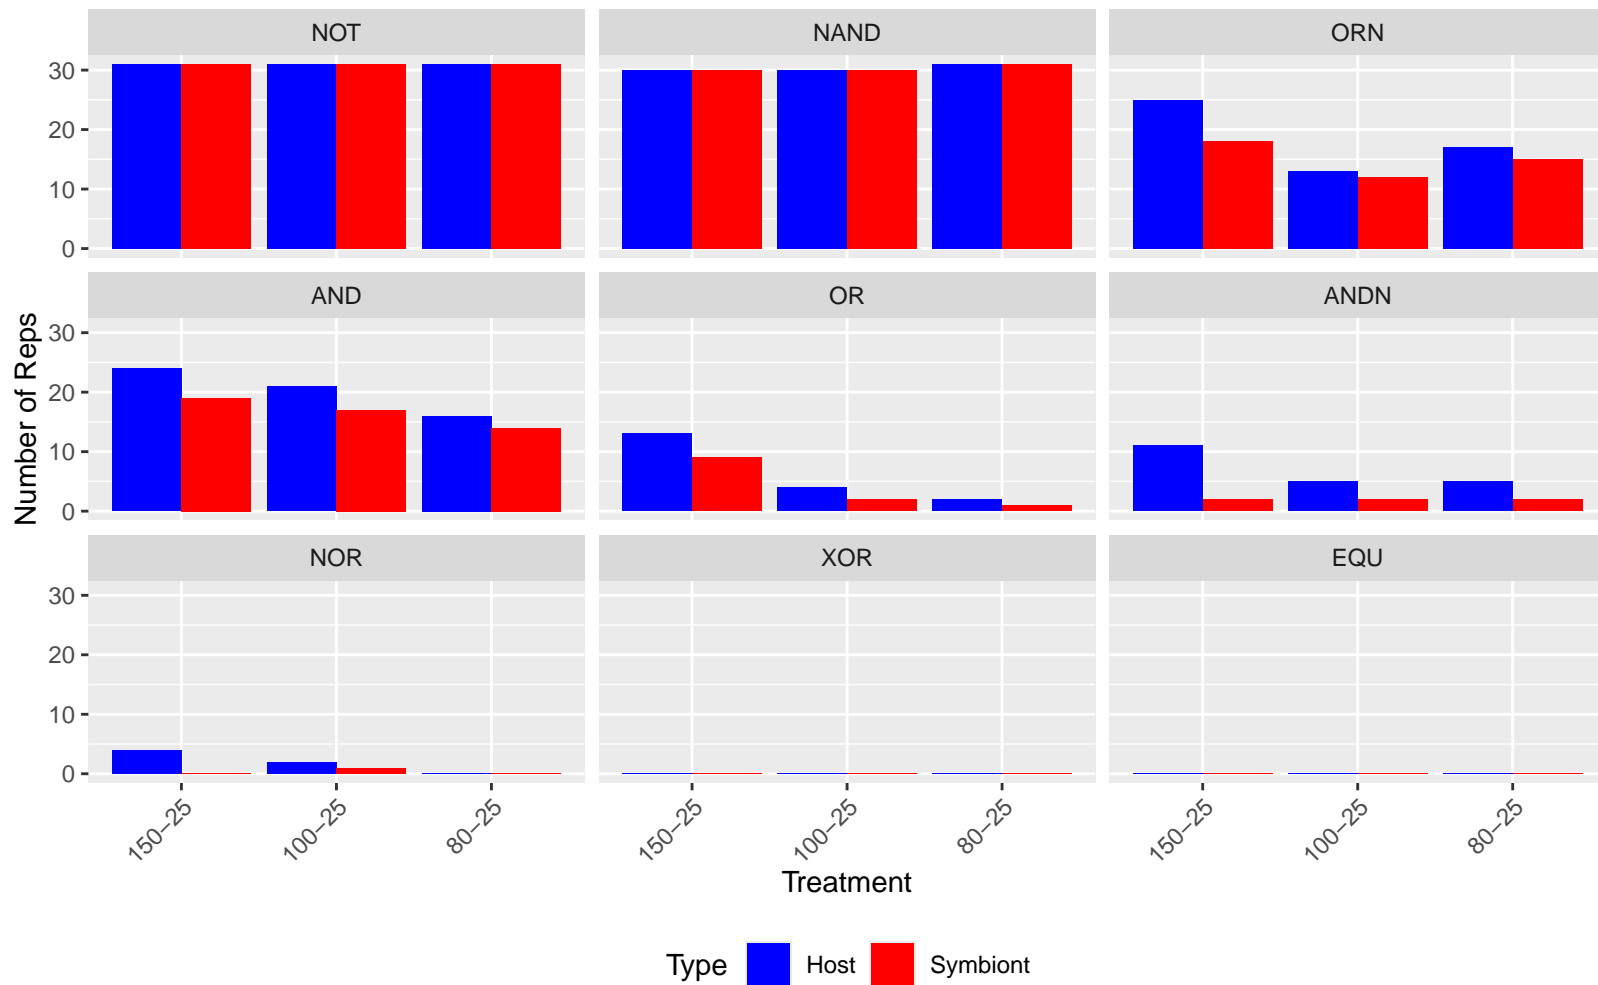 NOT NAND ORN
30
20
10
0
AND OR ANDN
30
20
10
0
NOR XOR EQU
30
20
10
0
Number of Reps
150−25 100−25 80−25 150−25 100−25 80−25 150−25 100−25 80−25
Treatment
Type Host Symbiont